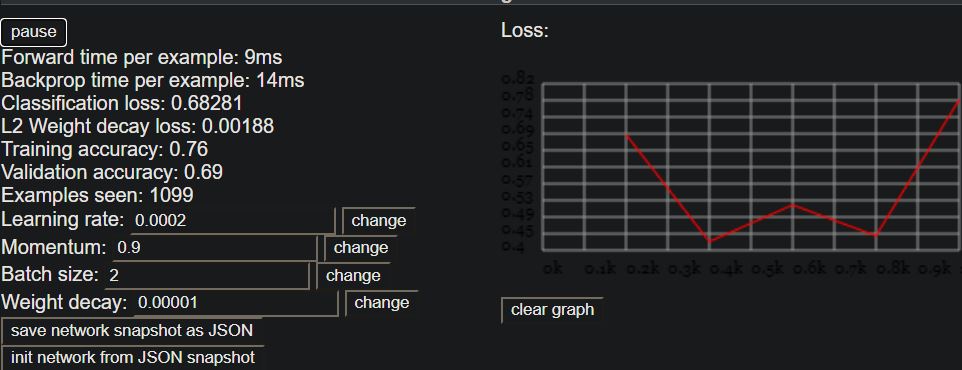 pause
Forward time per example: 9ms
Backprop time per example: 14ms
Classification loss: 0.68281
L2 Weight decay loss: 0.00188
Training accuracy: 0.76
Validation accuracy: 0.69
Examples seen: 1099
Learning rate: 0.0002 change
Momentum: 0.9 change
Batch size: 2 change
Weight decay: 0.00001 change
save network snapshot as JSON
init network from JSON snapshot
Loss:
0.82
0.78
0.74
0.69
0.65
0.61
0.57
0.53
0.49
0.45
0.4
0k 0.1k 0.2k 0.3k 0.4k 0.5k 0.6k 0.7k 0.8k 0.9k
clear graph